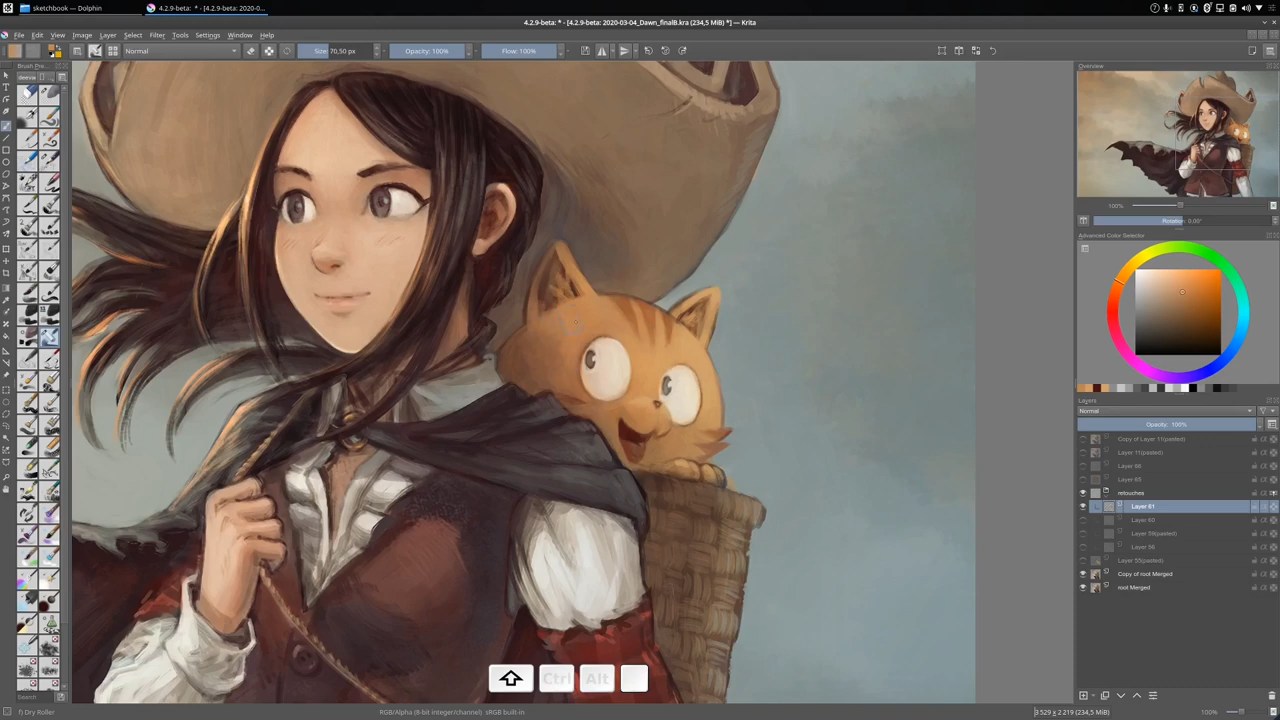 sketchbook — Dolphin
4.2.9-beta: * - [4.2.9-beta: 2020-0...
4.2.9-beta: * - [4.2.9-beta: 2020-03-04_Dawn_finalB.kra (234,5 MiB) *] — Krita
File Edit View Image Layer Select Filter Tools Settings Window Help
Normal
Size: 70,50 px
Opacity: 100%
Flow: 100%
Brush Pre...
Search
Overview
100%
Rotation: 0,00°
Advanced Color Selector
Layers
Normal
Opacity: 100%
Copy of Layer 11(pasted)
Layer 11(pasted)
Layer 66
retouches
Layer 61
Layer 60
Layer 59(pasted)
Layer 56
Layer 55(pasted)
Copy of root Merged
root Merged
Ctrl Alt
f) Dry Roller
RGB/Alpha (8-bit integer/channel) sRGB built-in
3 529 x 2 219 (234,5 MiB)
100%